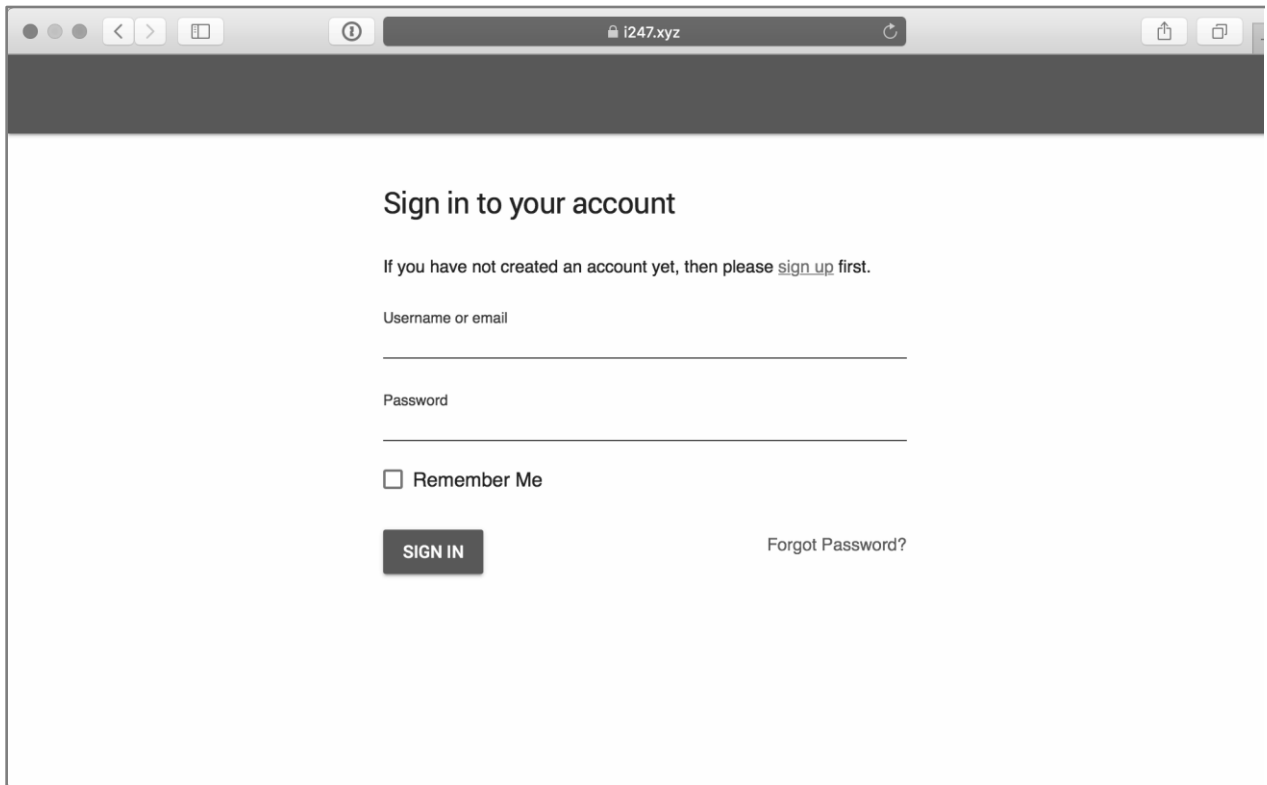 i247.xyz
Sign in to your account
If you have not created an account yet, then please sign up first.
Username or email
Password
Remember Me
SIGN IN
Forgot Password?